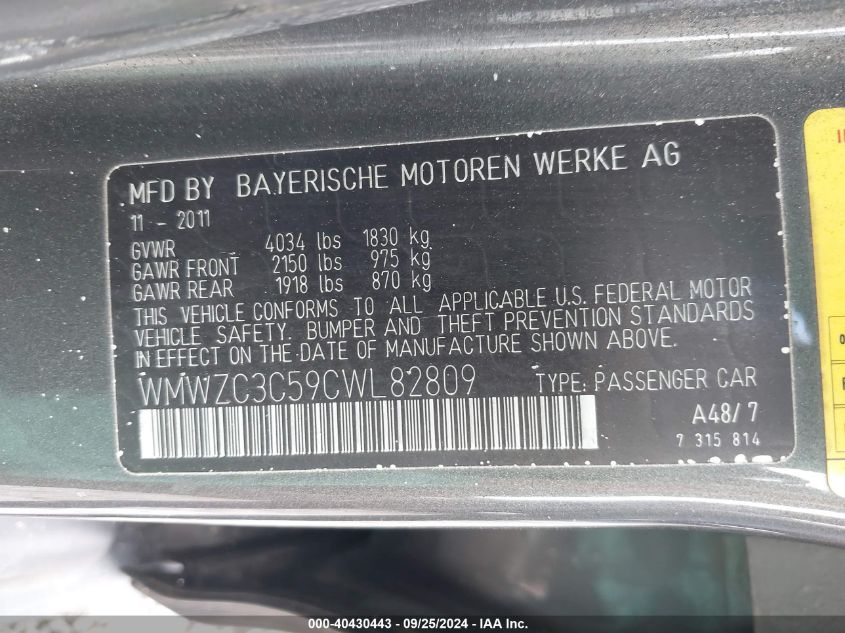 MFD BY BAYERISCHE MOTOREN WERKE AG
11 - 2011
GVWR 4034 lbs 1830 kg
GAWR FRONT 2150 lbs 975 kg
GAWR REAR 1918 lbs 870 kg
THIS VEHICLE CONFORMS TO ALL APPLICABLE U.S. FEDERAL MOTOR
VEHICLE SAFETY, BUMPER AND THEFT PREVENTION STANDARDS
IN EFFECT ON THE DATE OF MANUFACTURE SHOWN ABOVE.
WMWZC3C59CWL82809 TYPE: PASSENGER CAR
A48/7
7 315 814
000-40430443 - 09/25/2024 - IAA Inc.